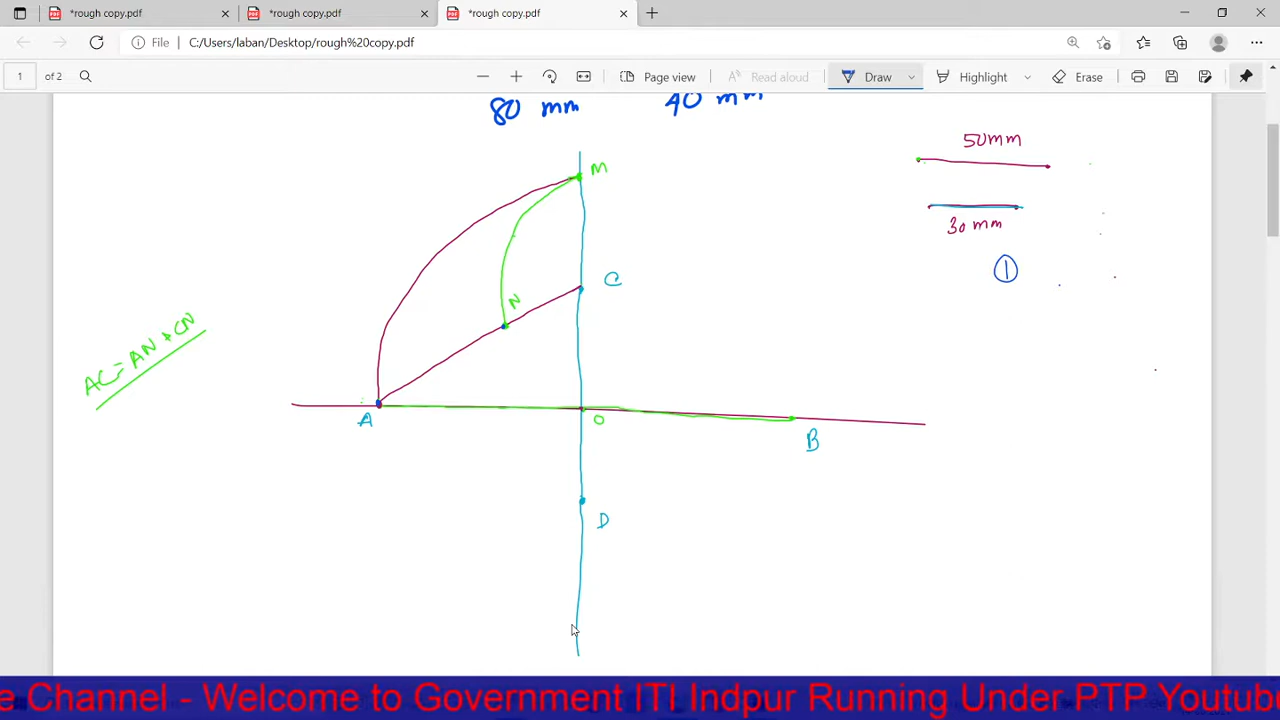 *rough copy.pdf
*rough copy.pdf
*rough copy.pdf
File C:/Users/laban/Desktop/rough%20copy.pdf
1 of 2
Page view
Read aloud
Draw
Highlight
Erase
80 mm 40 mm
50mm
30 mm
1
M
C
N
AC=AN+CN
A
O
B
D
e Channel - Welcome to Government ITI Indpur Running Under PTP Youtub